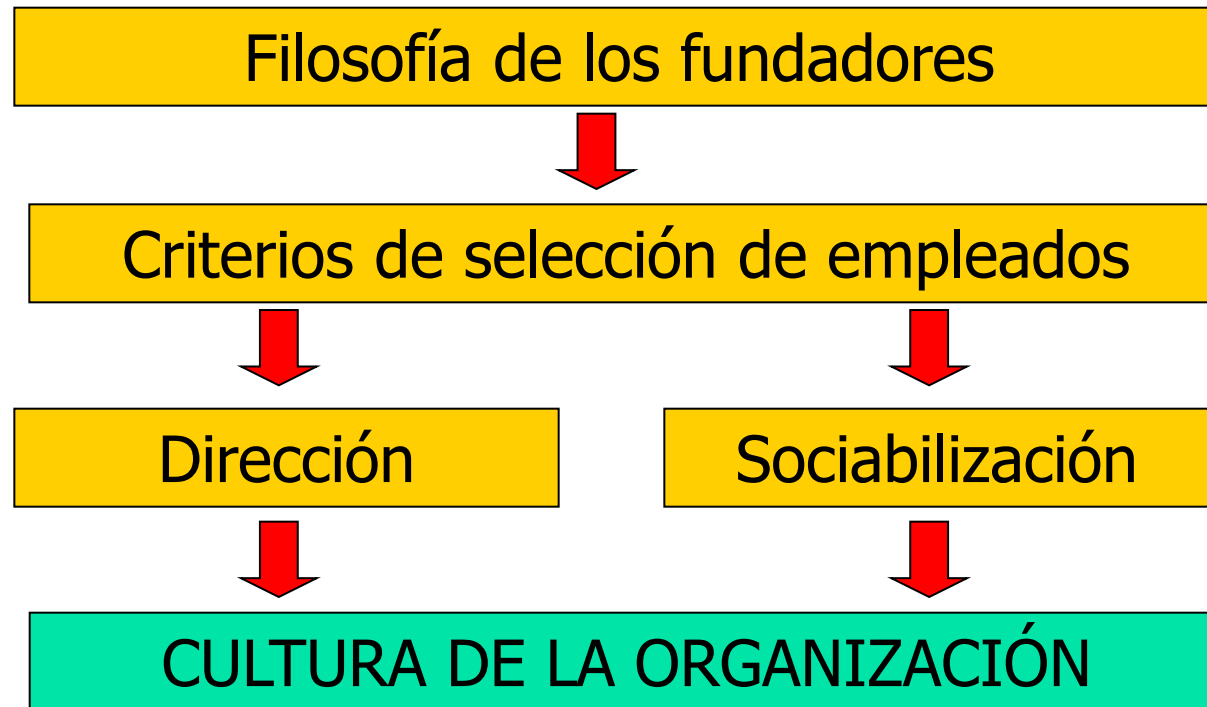 Filosofía de los fundadores
Criterios de selección de empleados
Dirección
Sociabilización
CULTURA DE LA ORGANIZACIÓN